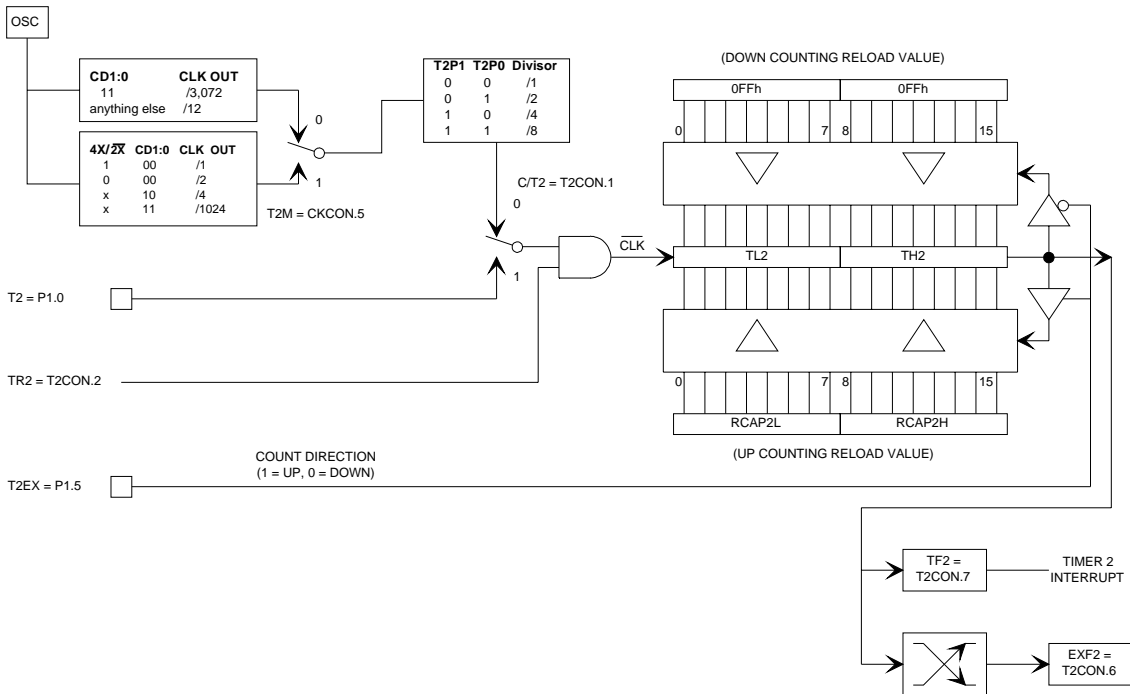 OSC
CD1:0 CLK OUT
11 /3,072
anything else /12
0
4X/2X CD1:0 CLK OUT
1 00 /1
0 00 /2
x 10 /4
x 11 /1024
1
T2M = CKCON.5
T2P1 T2P0 Divisor
0 0 /1
0 1 /2
1 0 /4
1 1 /8
C/T2 = T2CON.1
0
1
CLK
T2 = P1.0
TR2 = T2CON.2
COUNT DIRECTION
(1 = UP, 0 = DOWN)
T2EX = P1.5
(DOWN COUNTING RELOAD VALUE)
0FFh 0FFh
0 7 8 15
TL2 TH2
0 7 8 15
RCAP2L RCAP2H
(UP COUNTING RELOAD VALUE)
TF2 =
T2CON.7
TIMER 2
INTERRUPT
EXF2 =
T2CON.6